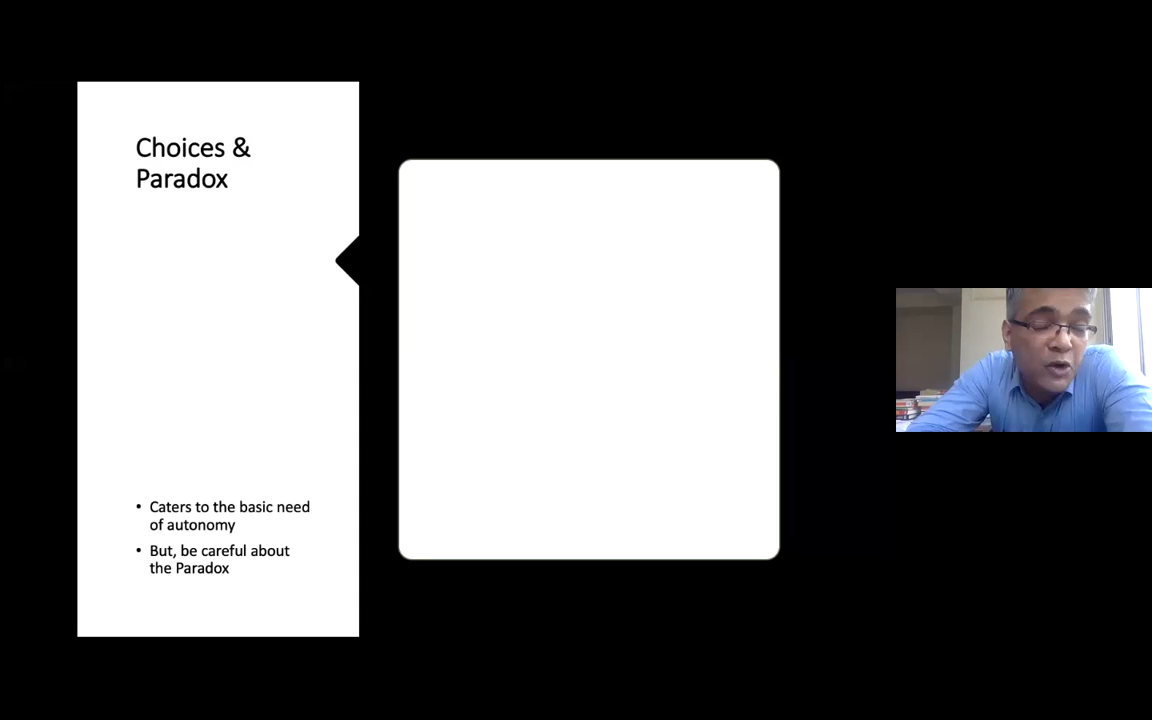 Choices &
Paradox
• Caters to the basic need
of autonomy
• But, be careful about
the Paradox